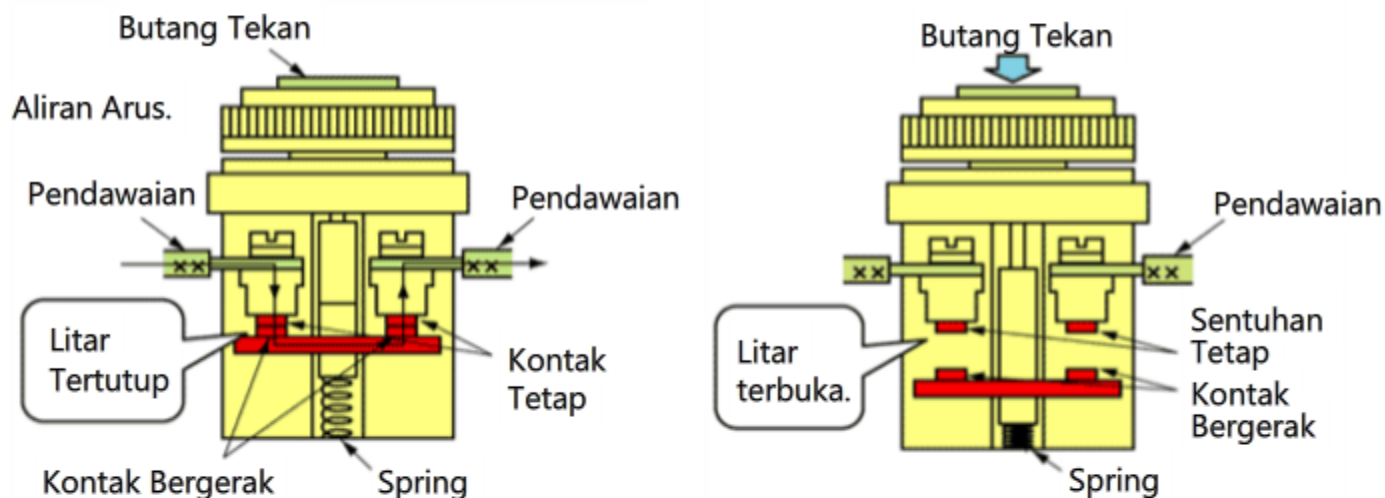 Butang Tekan
Aliran Arus.
Pendawaian
Pendawaian
Litar
Tertutup
Kontak
Tetap
Kontak Bergerak
Spring
Butang Tekan
Pendawaian
Litar
terbuka.
Sentuhan
Tetap
Kontak
Bergerak
Spring